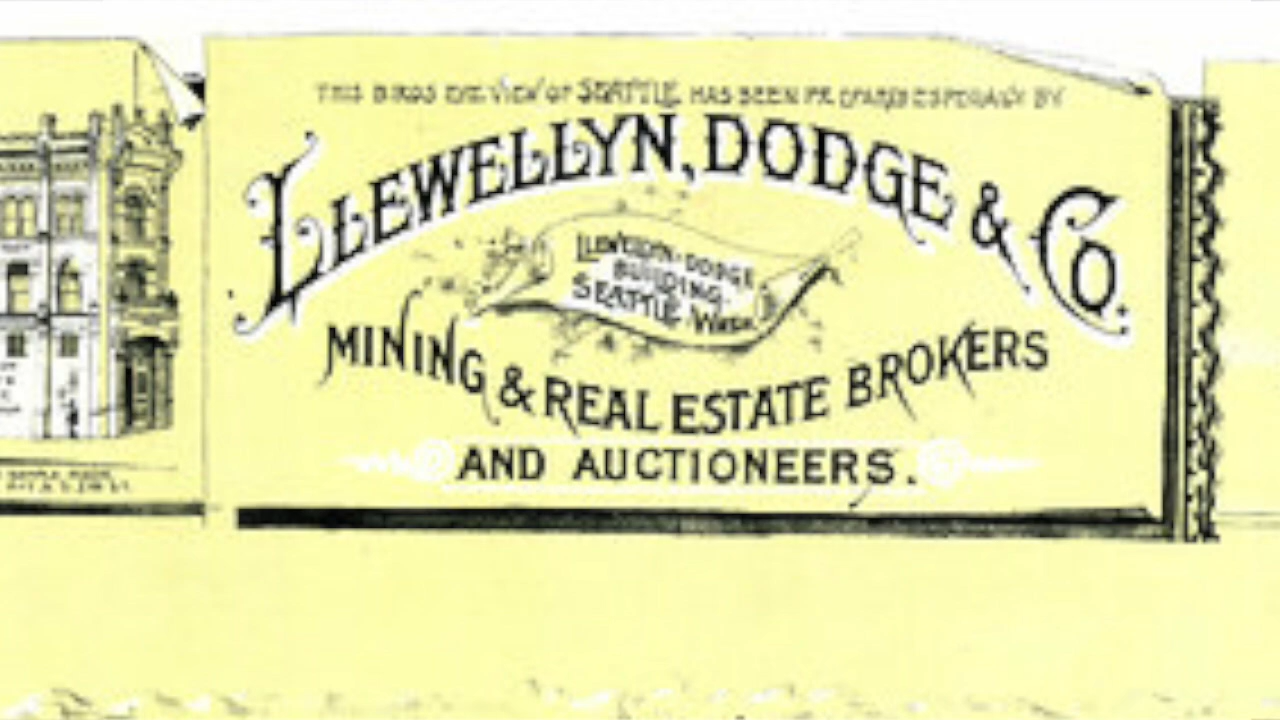 THIS BIRDS EYE VIEW OF SEATTLE HAS BEEN PREPARED ESPECIALLY BY
LLEWELLYN, DODGE & CO.
LLEWELLYN-DODGE
BUILDING.
SEATTLE, WASH.
MINING & REAL ESTATE BROKERS
AND AUCTIONEERS.